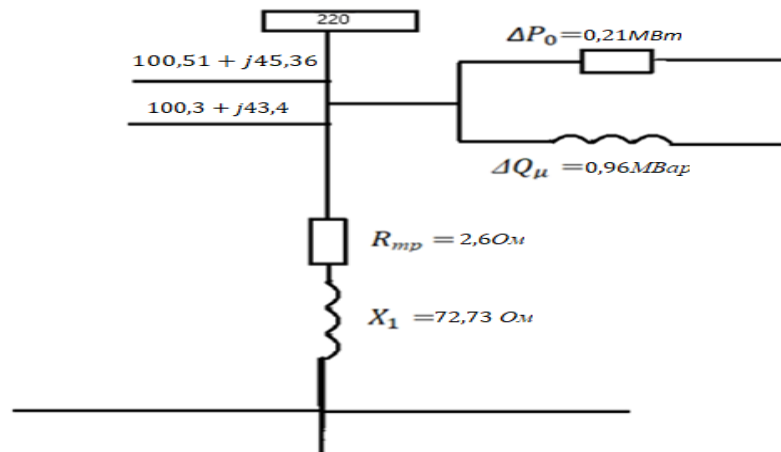 220
ΔP₀=0,21МВт
100,51 + j45,36
100,3 + j43,4
ΔQμ =0,96МВар
Rтр = 2,6Ом
X₁ =72,73 Ом